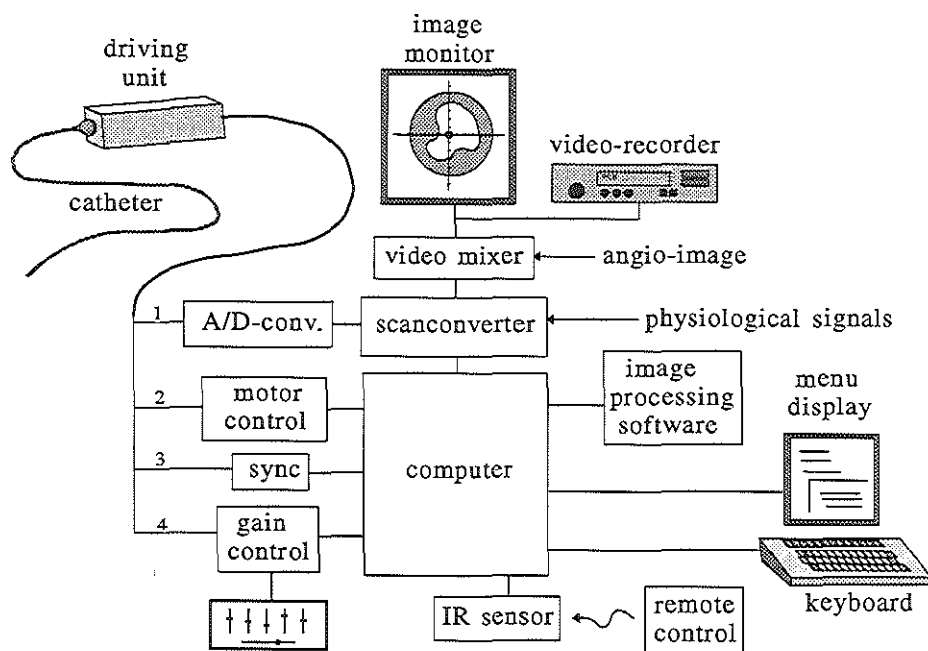 image
monitor
driving
unit
video-recorder
catheter
video mixer
angio-image
1
A/D-conv.
scanconverter
physiological signals
2
motor
control
image
processing
software
menu
display
3
sync
computer
4
gain
control
keyboard
IR sensor
remote
control